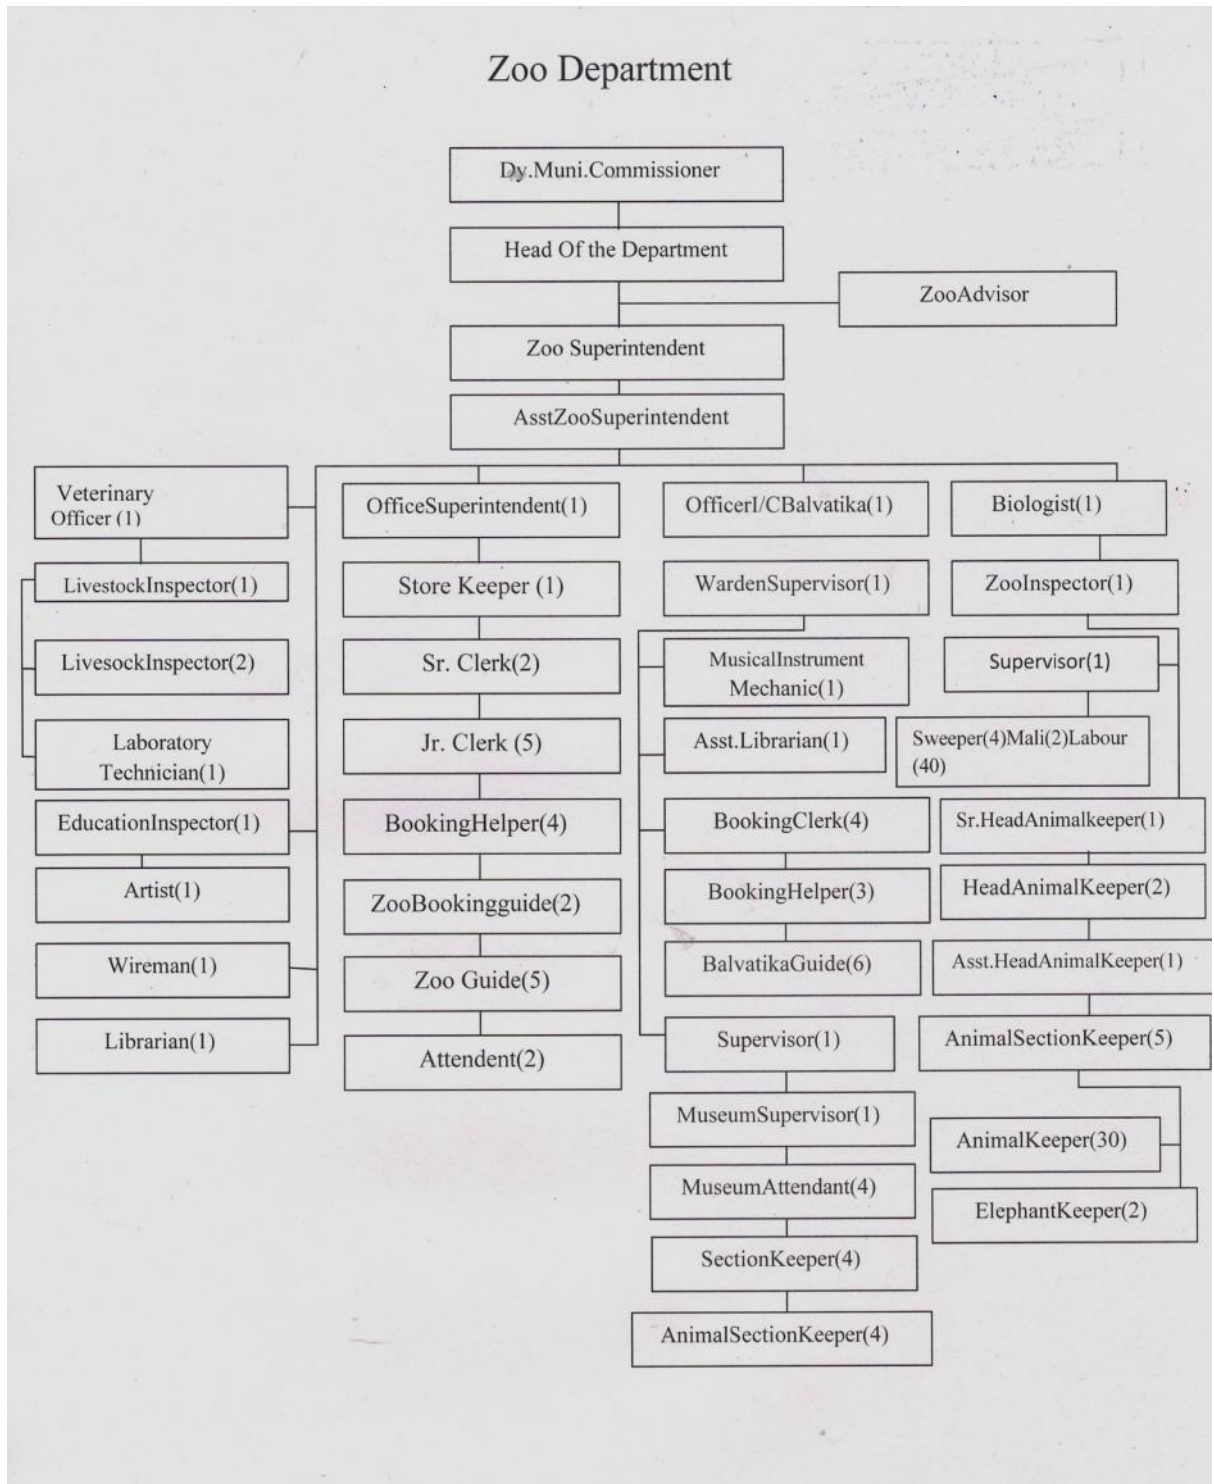 Zoo Department
Dy.Muni.Commissioner
Head Of the Department
ZooAdvisor
Zoo Superintendent
AsstZooSuperintendent
Veterinary
Officer (1)
LivestockInspector(1)
LivesockInspector(2)
Laboratory
Technician(1)
EducationInspector(1)
Artist(1)
Wireman(1)
Librarian(1)
OfficeSuperintendent(1)
Store Keeper (1)
Sr. Clerk(2)
Jr. Clerk (5)
BookingHelper(4)
ZooBookingguide(2)
Zoo Guide(5)
Attendent(2)
OfficerI/CBalvatika(1)
WardenSupervisor(1)
MusicalInstrument
Mechanic(1)
Asst.Librarian(1)
BookingClerk(4)
BookingHelper(3)
BalvatikaGuide(6)
Supervisor(1)
MuseumSupervisor(1)
MuseumAttendant(4)
SectionKeeper(4)
AnimalSectionKeeper(4)
Biologist(1)
ZooInspector(1)
Supervisor(1)
Sweeper(4)Mali(2)Labour
(40)
Sr.HeadAnimalkeeper(1)
HeadAnimalKeeper(2)
Asst.HeadAnimalKeeper(1)
AnimalSectionKeeper(5)
AnimalKeeper(30)
ElephantKeeper(2)